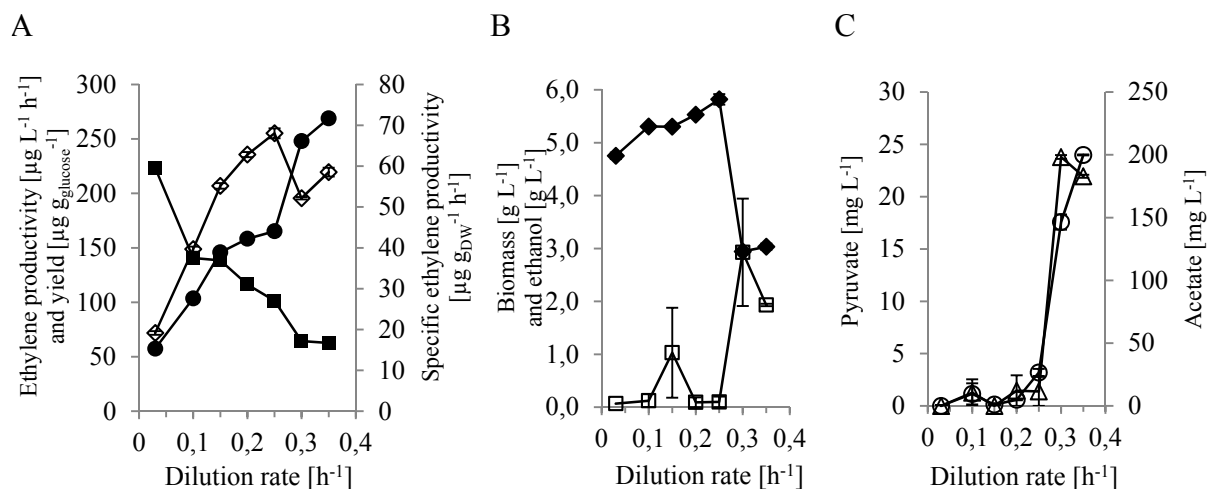 A
Ethylene productivity [µg L⁻¹ h⁻¹]
and yield [µg g_glucose⁻¹]
300
250
200
150
100
50
0
80
70
60
50
40
30
20
10
0
Specific ethylene productivity
[µg g_DW⁻¹ h⁻¹]
0 0,1 0,2 0,3 0,4
Dilution rate [h⁻¹]
B
Biomass [g L⁻¹]
and ethanol [g L⁻¹]
6,0
5,0
4,0
3,0
2,0
1,0
0,0
0 0,1 0,2 0,3 0,4
Dilution rate [h⁻¹]
C
Pyruvate [mg L⁻¹]
30
25
20
15
10
5
0
250
200
150
100
50
0
Acetate [mg L⁻¹]
0 0,1 0,2 0,3 0,4
Dilution rate [h⁻¹]